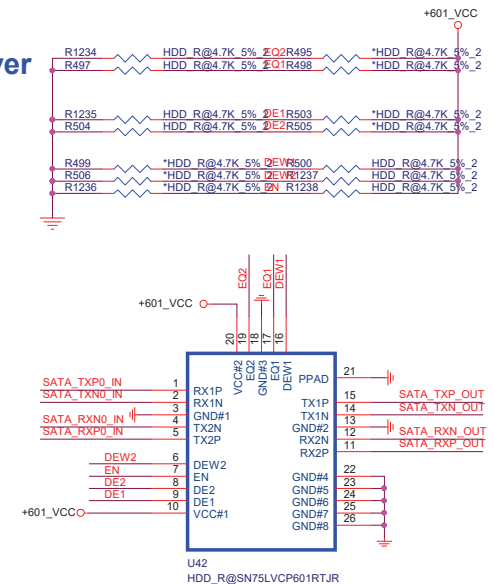 +601_VCC
ver
R1234 HDD_R@4.7K_5%_2 EQ2 R495 *HDD_R@4.7K_5%_2
R497 HDD_R@4.7K_5%_2 EQ1 R498 *HDD_R@4.7K_5%_2
R1235 HDD_R@4.7K_5%_2 DE1 R503 *HDD_R@4.7K_5%_2
R504 HDD_R@4.7K_5%_2 DE2 R505 *HDD_R@4.7K_5%_2
R499 *HDD_R@4.7K_5%_2 DEW1 R500 HDD_R@4.7K_5%_2
R506 *HDD_R@4.7K_5%_2 DEW2 R1237 HDD_R@4.7K_5%_2
R1236 *HDD_R@4.7K_5%_2 EN R1238 HDD_R@4.7K_5%_2
EQ2 EQ1 DEW1
+601_VCC
20 19 18 17 16
VCC#2 EQ2 GND#3 EQ1 DEW1
PPAD 21
SATA_TXP0_IN 1 RX1P TX1P 15 SATA_TXP_OUT
SATA_TXN0_IN 2 RX1N TX1N 14 SATA_TXN_OUT
3 GND#1 GND#2 13
SATA_RXN0_IN 4 TX2N RX2N 12 SATA_RXN_OUT
SATA_RXP0_IN 5 TX2P RX2P 11 SATA_RXP_OUT
DEW2 6 DEW2 GND#4 22
EN 7 EN GND#5 23
DE2 8 DE2 GND#6 24
DE1 9 DE1 GND#7 25
+601_VCC 10 VCC#1 GND#8 26
U42
HDD_R@SN75LVCP601RTJR